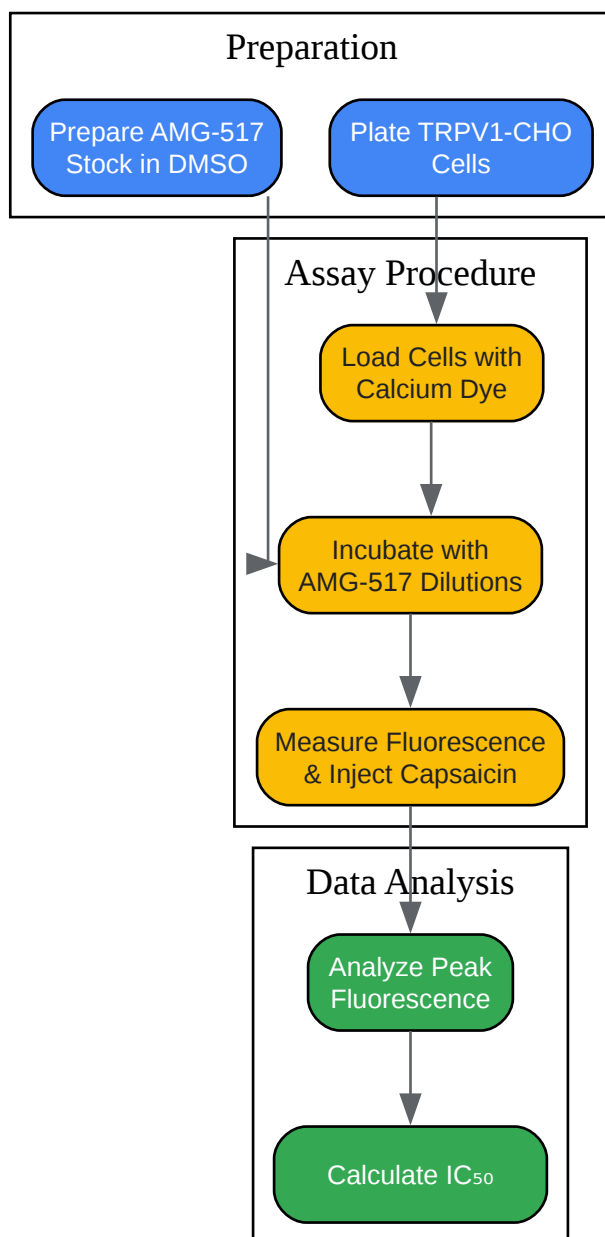 Preparation
Prepare AMG-517
Stock in DMSO
Plate TRPV1-CHO
Cells
Assay Procedure
Load Cells with
Calcium Dye
Incubate with
AMG-517 Dilutions
Measure Fluorescence
& Inject Capsaicin
Data Analysis
Analyze Peak
Fluorescence
Calculate IC₅₀